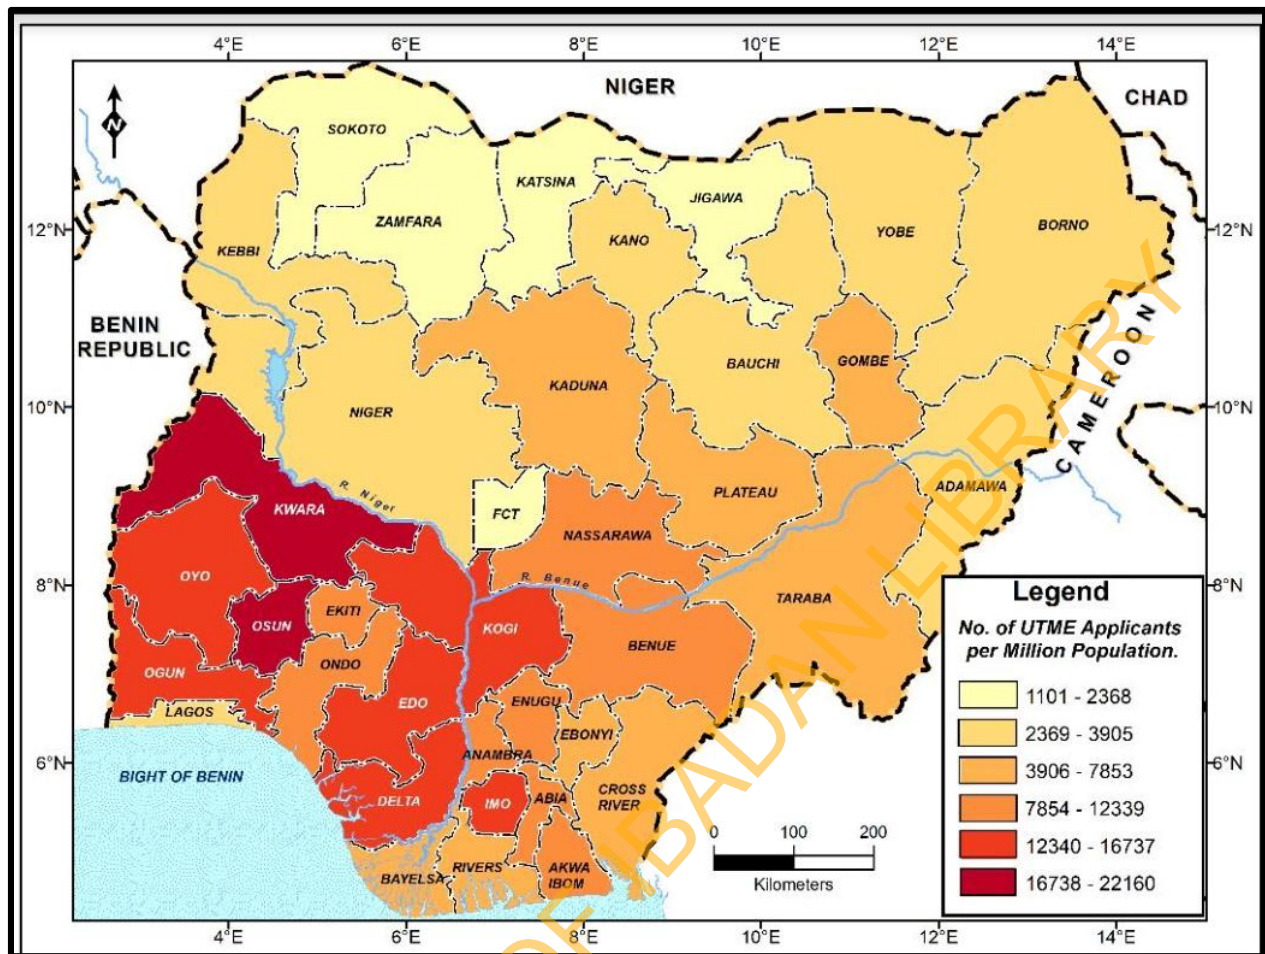 4°E 6°E 8°E 10°E 12°E 14°E
NIGER
CHAD
N
SOKOTO
KATSINA
JIGAWA
ZAMFARA
12°N
12°N
KEBBI
KANO
YOBE
BORNO
BENIN
REPUBLIC
BAUCHI
GOMBE
KADUNA
CAMEROON
10°N
10°N
NIGER
R. Niger
KWARA
FCT
PLATEAU
ADAMAWA
NASSARAWA
OYO
R. Benue
8°N
8°N
TARABA
EKITI
OSUN
KOGI
BENUE
ONDO
OGUN
EDO
ENUGU
LAGOS
EBONYI
ANAMBRA
6°N
6°N
BIGHT OF BENIN
DELTA
IMO
ABIA
CROSS
RIVER
RIVERS
BAYELSA
AKWA
IBOM
0 100 200
Kilometers
Legend
No. of UTME Applicants
per Million Population.
1101 - 2368
2369 - 3905
3906 - 7853
7854 - 12339
12340 - 16737
16738 - 22160
4°E 6°E 8°E 10°E 12°E 14°E
OF IBADAN LIBRARY